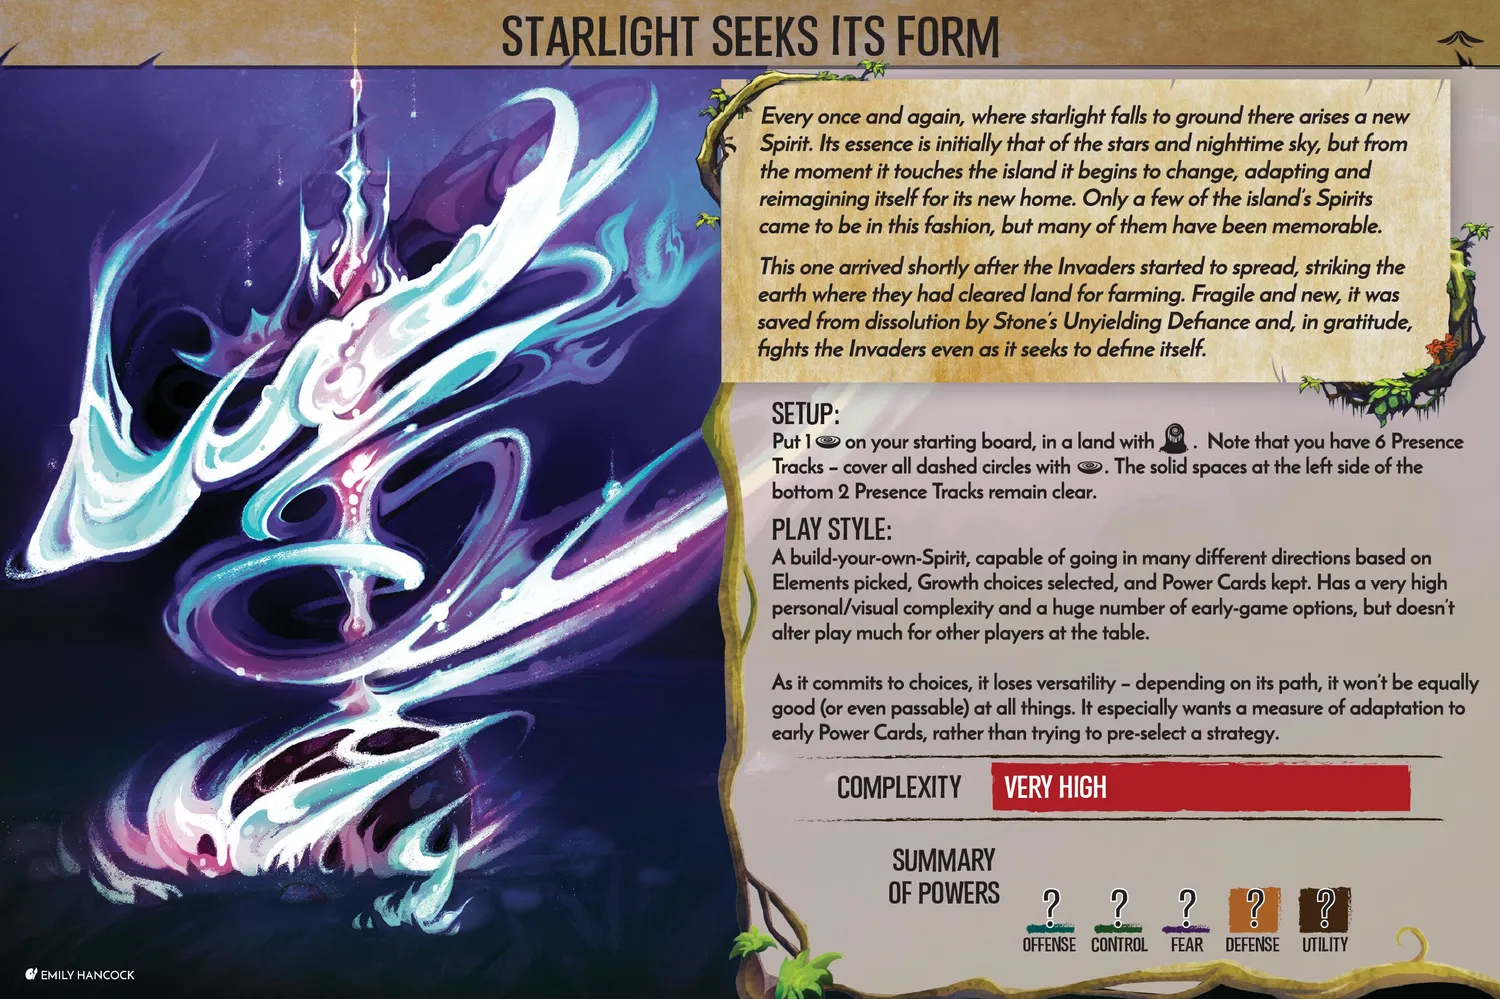 STARLIGHT SEEKS ITS FORM
Every once and again, where starlight falls to ground there arises a new
Spirit. Its essence is initially that of the stars and nighttime sky, but from
the moment it touches the island it begins to change, adapting and
reimagining itself for its new home. Only a few of the island's Spirits
came to be in this fashion, but many of them have been memorable.
This one arrived shortly after the Invaders started to spread, striking the
earth where they had cleared land for farming. Fragile and new, it was
saved from dissolution by Stone's Unyielding Defiance and, in gratitude,
fights the Invaders even as it seeks to define itself.
SETUP:
Put 1 on your starting board, in a land with . Note that you have 6 Presence
Tracks – cover all dashed circles with . The solid spaces at the left side of the
bottom 2 Presence Tracks remain clear.
PLAY STYLE:
A build-your-own-Spirit, capable of going in many different directions based on
Elements picked, Growth choices selected, and Power Cards kept. Has a very high
personal/visual complexity and a huge number of early-game options, but doesn't
alter play much for other players at the table.
As it commits to choices, it loses versatility – depending on its path, it won't be equally
good (or even passable) at all things. It especially wants a measure of adaptation to
early Power Cards, rather than trying to pre-select a strategy.
COMPLEXITY VERY HIGH
SUMMARY
OF POWERS
? ? ? ? ?
OFFENSE CONTROL FEAR DEFENSE UTILITY
EMILY HANCOCK